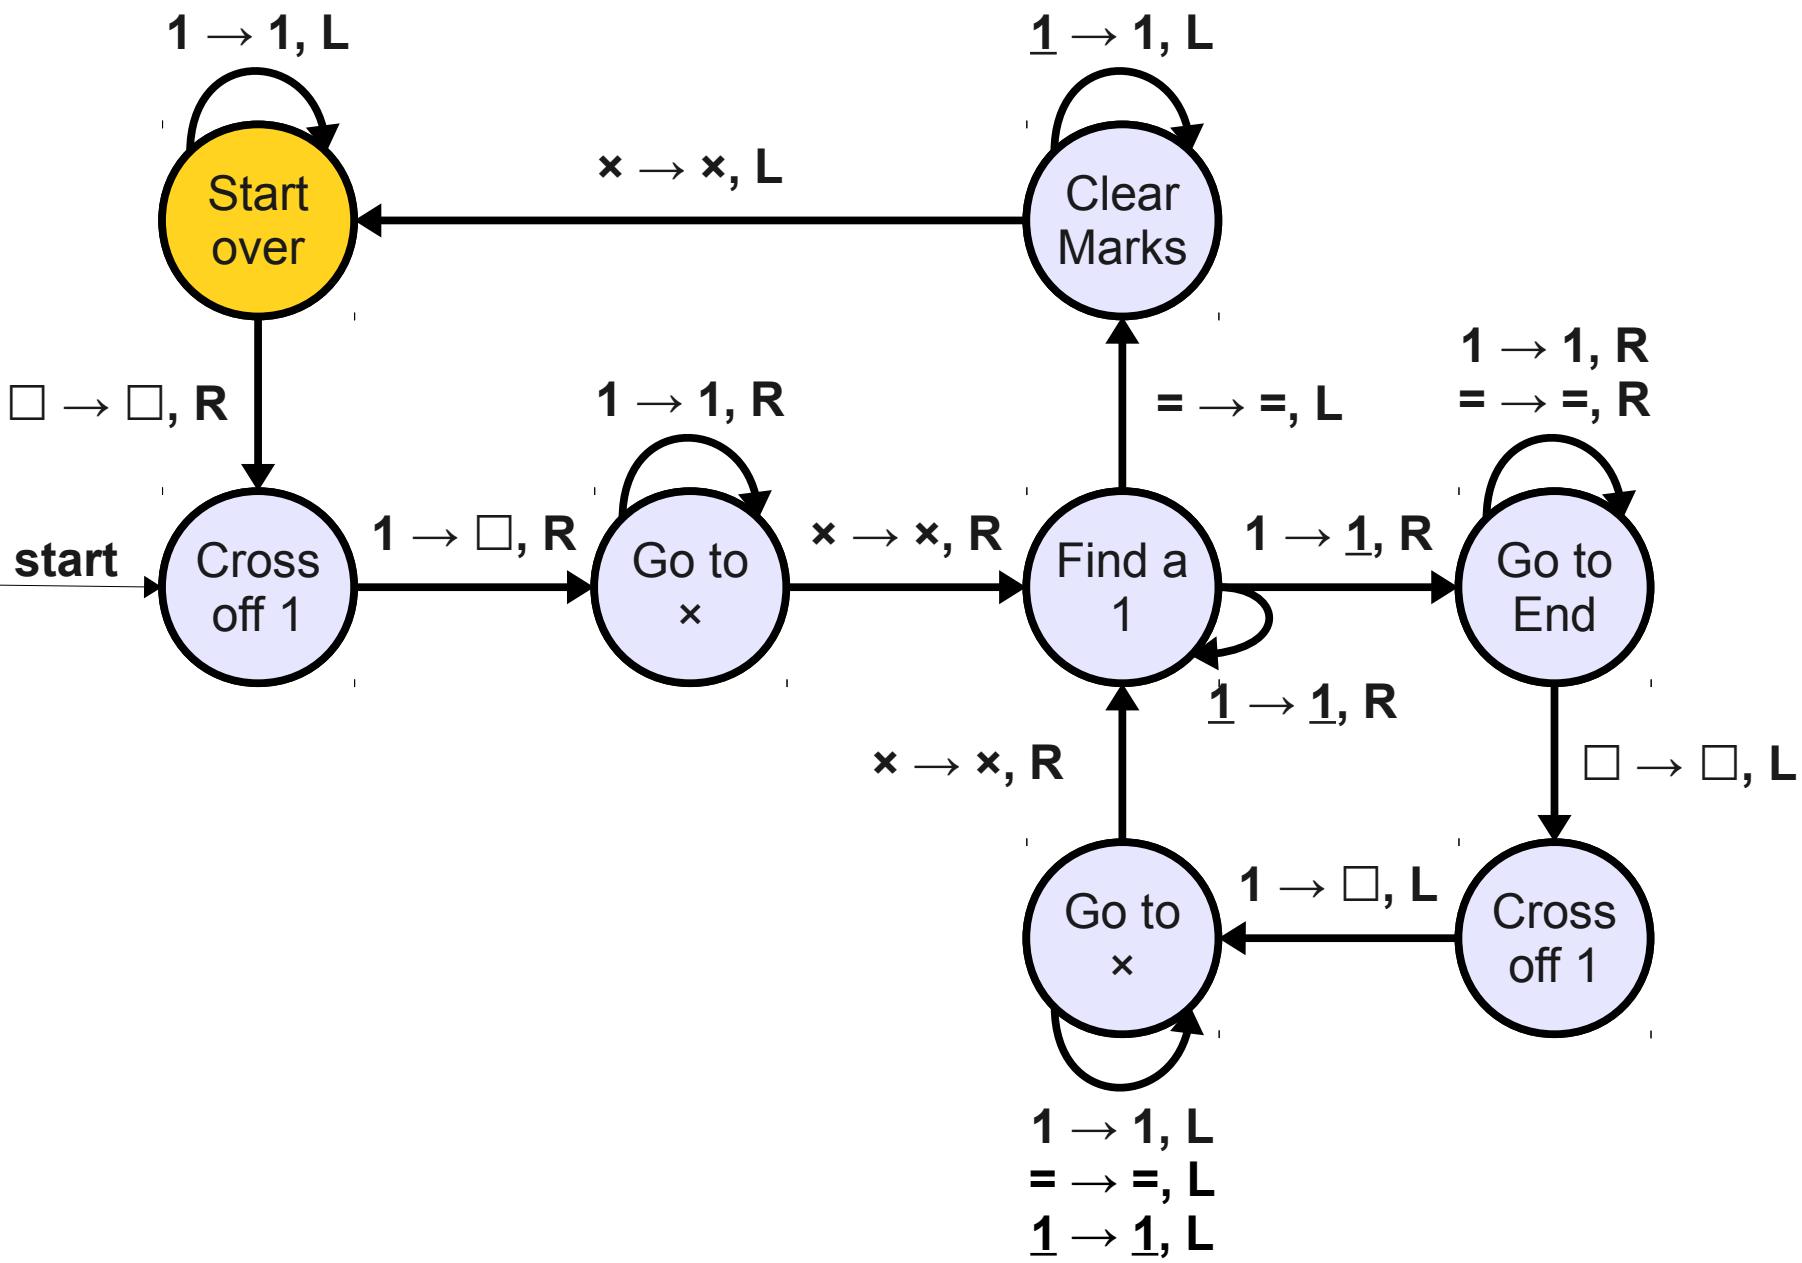 1 → 1, L
1 → 1, L
Start
over
× → ×, L
Clear
Marks
□ → □, R
1 → 1, R
= → =, L
1 → 1, R
= → =, R
start
Cross
off 1
1 → □, R
Go to
×
× → ×, R
Find a
1
1 → 1, R
Go to
End
1 → 1, R
× → ×, R
□ → □, L
Go to
×
1 → □, L
Cross
off 1
1 → 1, L
= → =, L
1 → 1, L